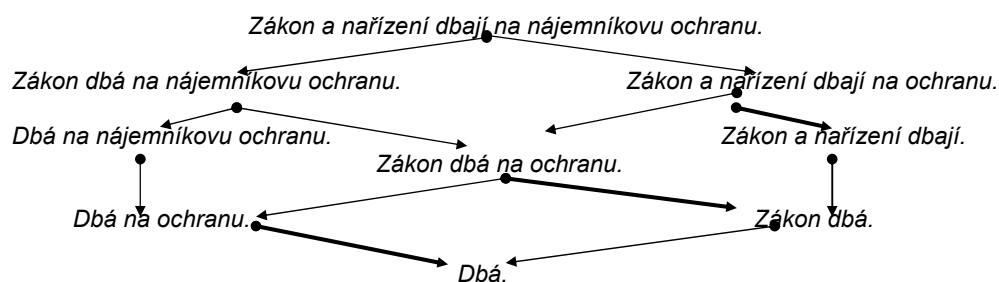 Zákon a nařízení dbají na nájemníkovu ochranu.
Zákon dbá na nájemníkovu ochranu.
Zákon a nařízení dbají na ochranu.
Dbá na nájemníkovu ochranu.
Zákon a nařízení dbají.
Zákon dbá na ochranu.
Dbá na ochranu.
Zákon dbá.
Dbá.